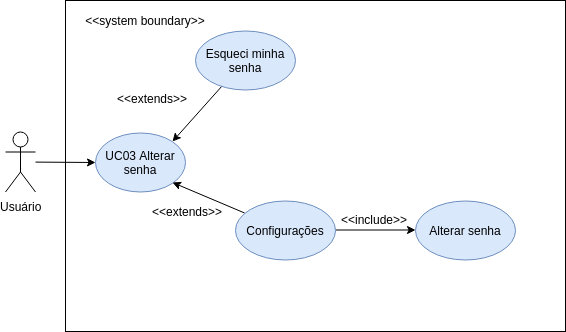 <<system boundary>>
Esqueci minha
senha
<<extends>>
UC03 Alterar
senha
Usuário
<<extends>>
Configurações
<<include>>
Alterar senha